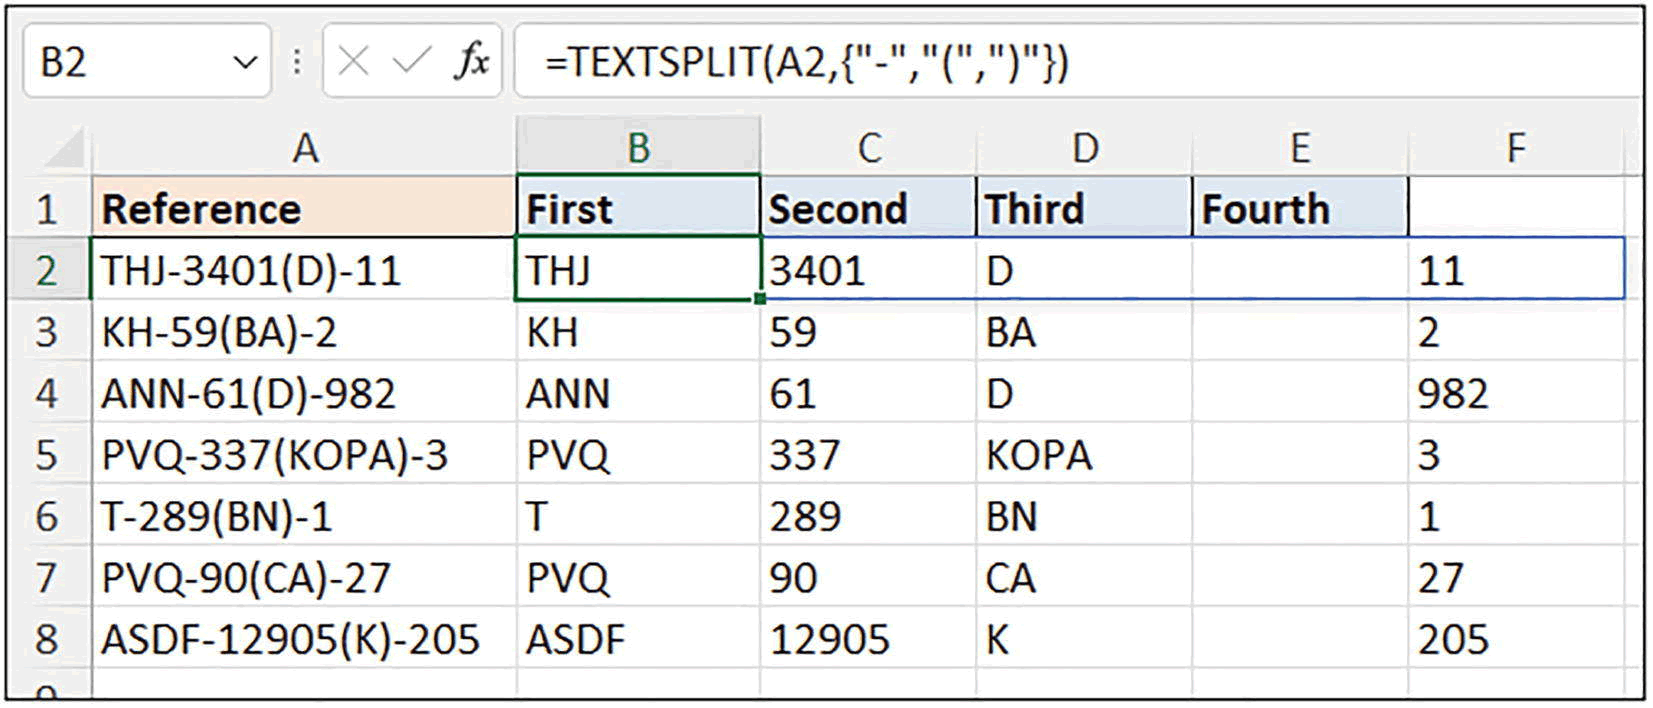 B2 fx =TEXTSPLIT(A2,{"-","(",")"})
A B C D E F
1 Reference First Second Third Fourth
2 THJ-3401(D)-11 THJ 3401 D 11
3 KH-59(BA)-2 KH 59 BA 2
4 ANN-61(D)-982 ANN 61 D 982
5 PVQ-337(KOPA)-3 PVQ 337 KOPA 3
6 T-289(BN)-1 T 289 BN 1
7 PVQ-90(CA)-27 PVQ 90 CA 27
8 ASDF-12905(K)-205 ASDF 12905 K 205